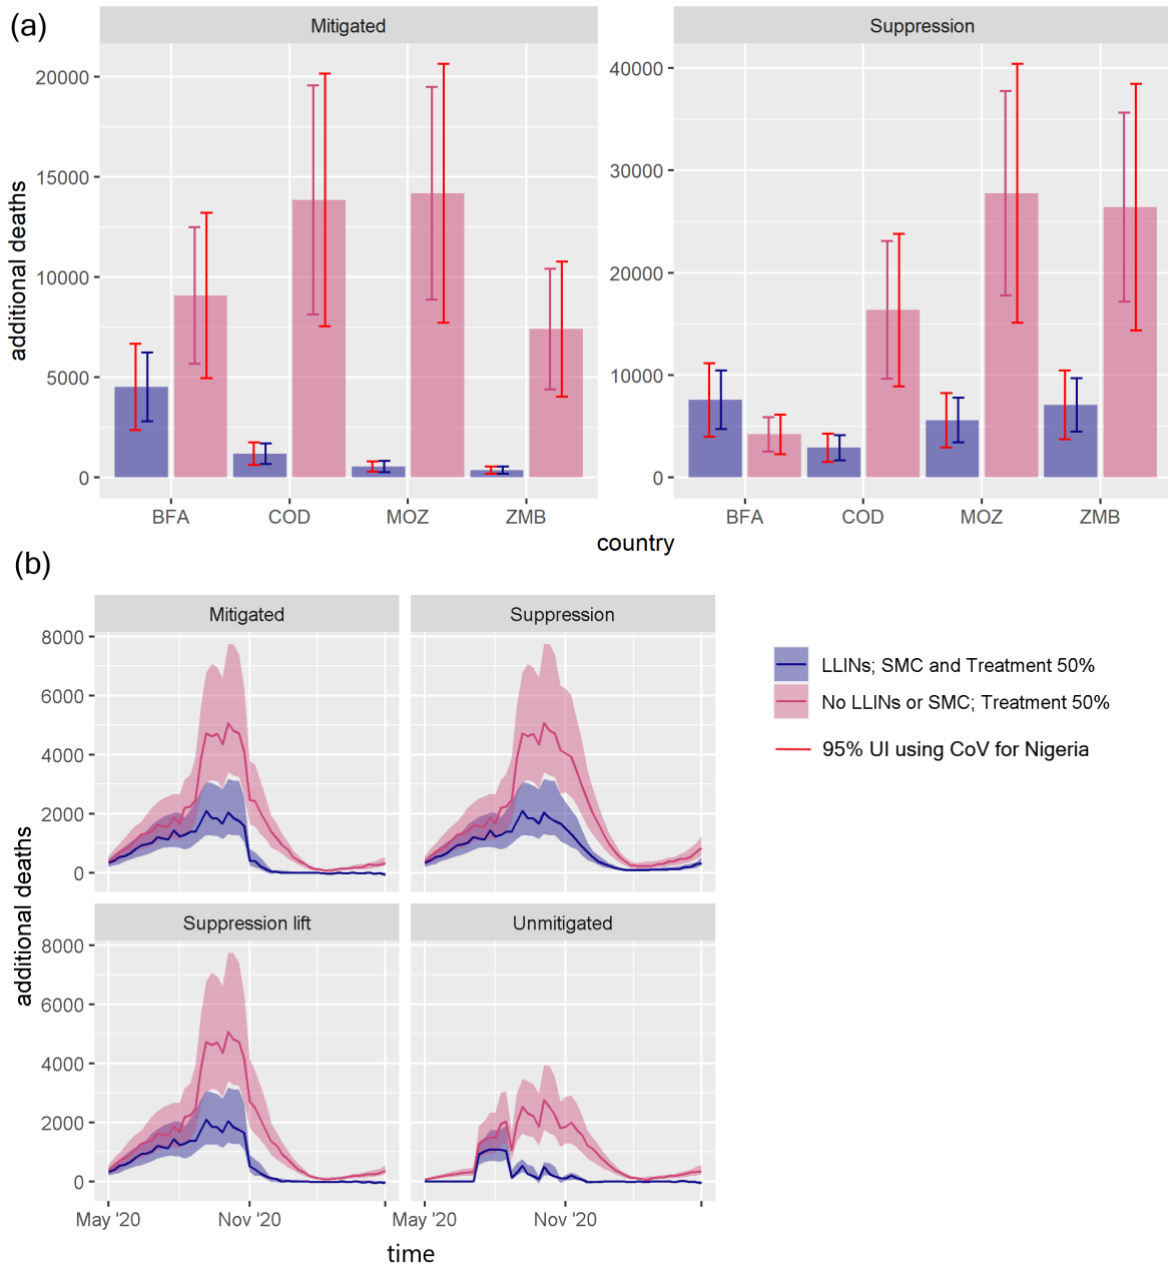 (a)
Mitigated
Suppression
additional deaths
20000
15000
10000
5000
0
40000
30000
20000
10000
0
BFA COD MOZ ZMB
BFA COD MOZ ZMB
country
(b)
Mitigated
Suppression
8000
6000
4000
2000
0
LLINs; SMC and Treatment 50%
No LLINs or SMC; Treatment 50%
95% UI using CoV for Nigeria
additional deaths
Suppression lift
Unmitigated
8000
6000
4000
2000
0
May '20 Nov '20
May '20 Nov '20
time